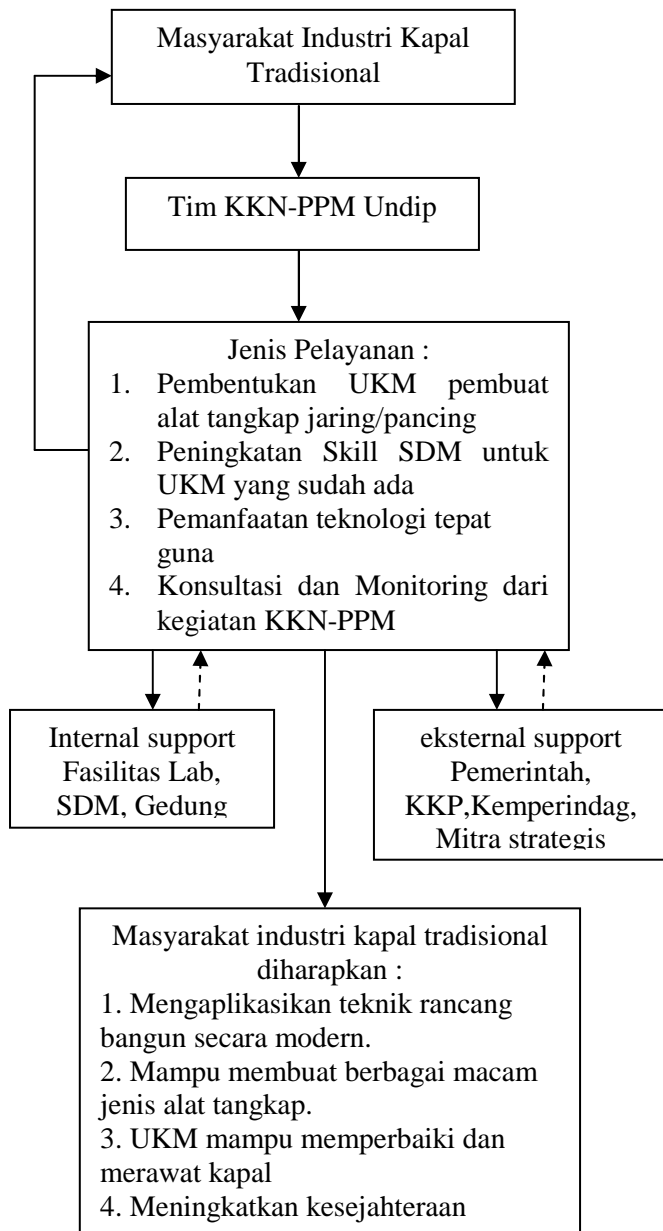 Masyarakat Industri Kapal
Tradisional
Tim KKN-PPM Undip
Jenis Pelayanan :
1. Pembentukan UKM pembuat
alat tangkap jaring/pancing
2. Peningkatan Skill SDM untuk
UKM yang sudah ada
3. Pemanfaatan teknologi tepat
guna
4. Konsultasi dan Monitoring dari
kegiatan KKN-PPM
Internal support
Fasilitas Lab,
SDM, Gedung
eksternal support
Pemerintah,
KKP,Kemperindag,
Mitra strategis
Masyarakat industri kapal tradisional
diharapkan :
1. Mengaplikasikan teknik rancang
bangun secara modern.
2. Mampu membuat berbagai macam
jenis alat tangkap.
3. UKM mampu memperbaiki dan
merawat kapal
4. Meningkatkan kesejahteraan